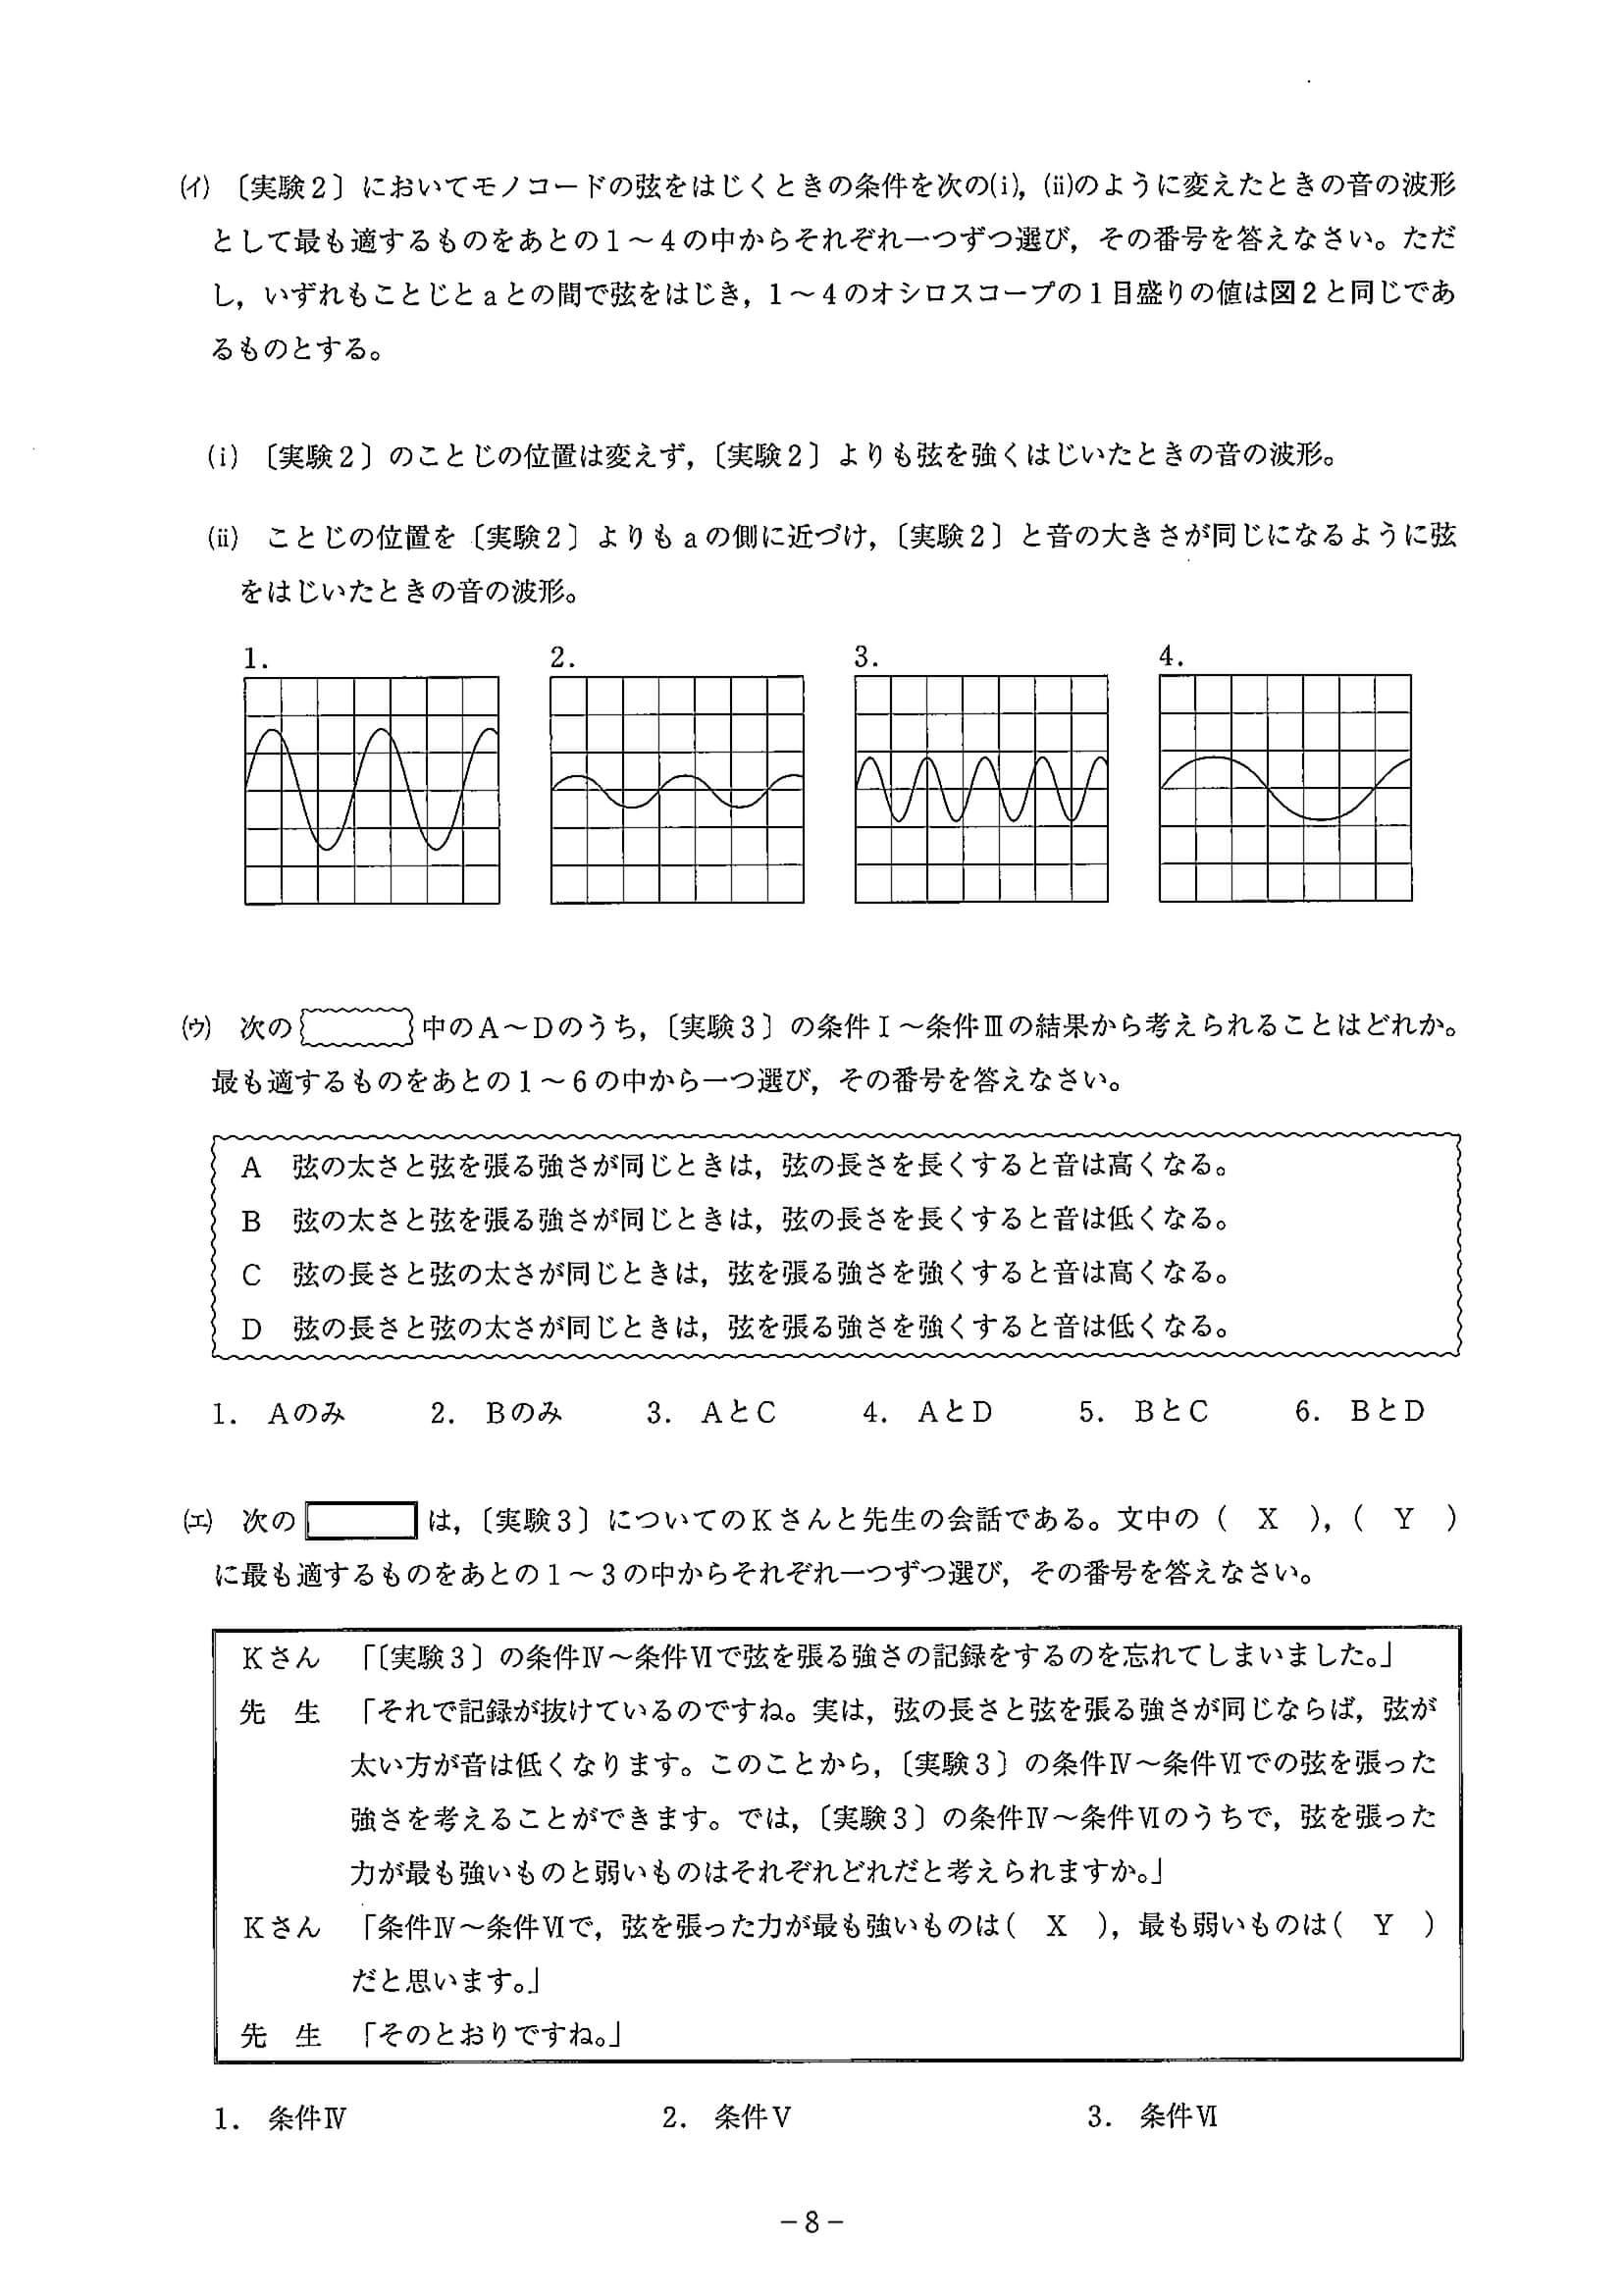 (イ) 〔実験2〕においてモノコードの弦をはじくときの条件を次の(i), (ii)のように変えたときの音の波形
として最も適するものをあとの1~4の中からそれぞれ一つずつ選び，その番号を答えなさい。ただ
し，いずれもことじとaとの間で弦をはじき，1~4のオシロスコープの1目盛りの値は図2と同じであ
るものとする。
(i) 〔実験2〕のことじの位置は変えず，〔実験2〕よりも弦を強くはじいたときの音の波形。
(ii) ことじの位置を〔実験2〕よりもaの側に近づけ，〔実験2〕と音の大きさが同じになるように弦
をはじいたときの音の波形。
1. 2. 3. 4.
(ウ) 次の 中のA~Dのうち，〔実験3〕の条件Ⅰ~条件Ⅲの結果から考えられることはどれか。
最も適するものをあとの1~6の中から一つ選び，その番号を答えなさい。
A 弦の太さと弦を張る強さが同じときは，弦の長さを長くすると音は高くなる。
B 弦の太さと弦を張る強さが同じときは，弦の長さを長くすると音は低くなる。
C 弦の長さと弦の太さが同じときは，弦を張る強さを強くすると音は高くなる。
D 弦の長さと弦の太さが同じときは，弦を張る強さを強くすると音は低くなる。
1. Aのみ 2. Bのみ 3. AとC 4. AとD 5. BとC 6. BとD
(エ) 次の は，〔実験3〕についてのKさんと先生の会話である。文中の( X ), ( Y )
に最も適するものをあとの1~3の中からそれぞれ一つずつ選び，その番号を答えなさい。
Kさん 「〔実験3〕の条件Ⅳ~条件Ⅵで弦を張る強さの記録をするのを忘れてしまいました。」
先 生 「それで記録が抜けているのですね。実は，弦の長さと弦を張る強さが同じならば，弦が
太い方が音は低くなります。このことから，〔実験3〕の条件Ⅳ~条件Ⅵでの弦を張った
強さを考えることができます。では，〔実験3〕の条件Ⅳ~条件Ⅵのうちで，弦を張った
力が最も強いものと弱いものはそれぞれどれだと考えられますか。」
Kさん 「条件Ⅳ~条件Ⅵで，弦を張った力が最も強いものは( X )，最も弱いものは( Y )
だと思います。」
先 生 「そのとおりですね。」
1. 条件Ⅳ 2. 条件Ⅴ 3. 条件Ⅵ
－8－